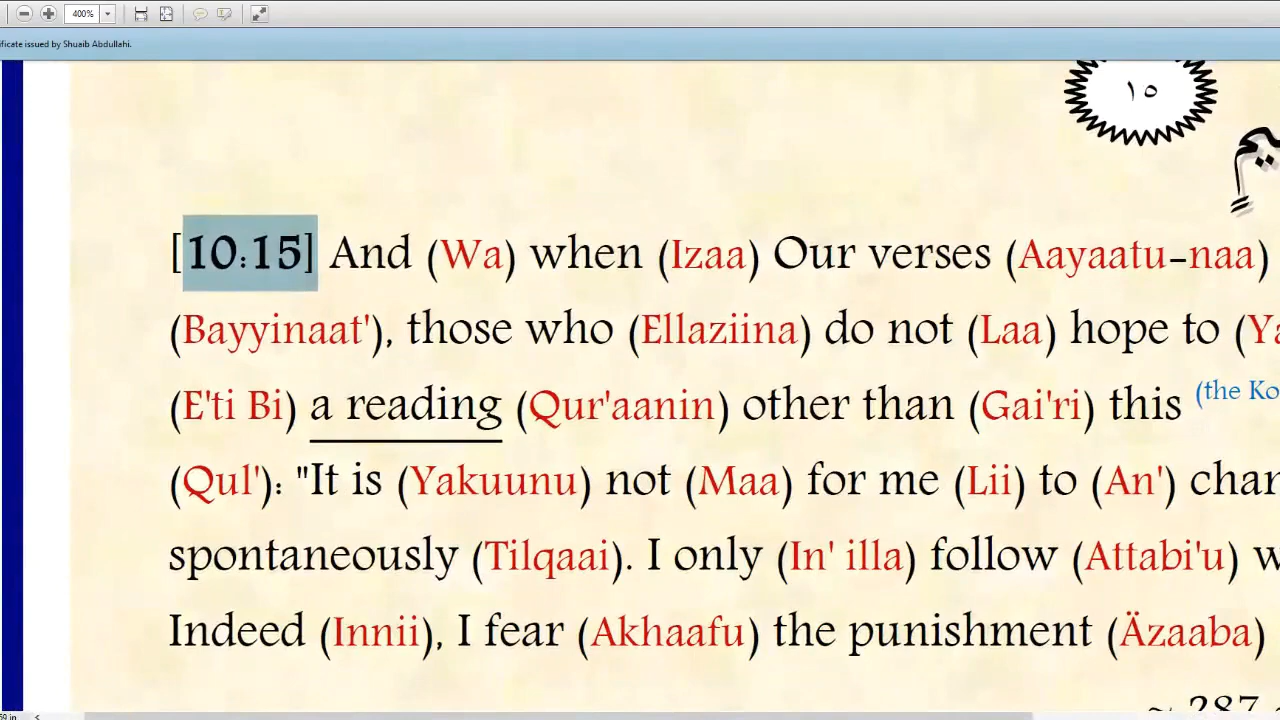 400%
ficate issued by Shuaib Abdullahi.
١٥
[10:15] And (Wa) when (Izaa) Our verses (Aayaatu-naa)
(Bayyinaat'), those who (Ellaziina) do not (Laa) hope to (Ya
(E'ti Bi) a reading (Qur'aanin) other than (Gai'ri) this (the Ko
(Qul'): "It is (Yakuunu) not (Maa) for me (Lii) to (An') chan
spontaneously (Tilqaai). I only (In' illa) follow (Attabi'u) w
Indeed (Innii), I fear (Akhaafu) the punishment (Äzaaba)
~ 287